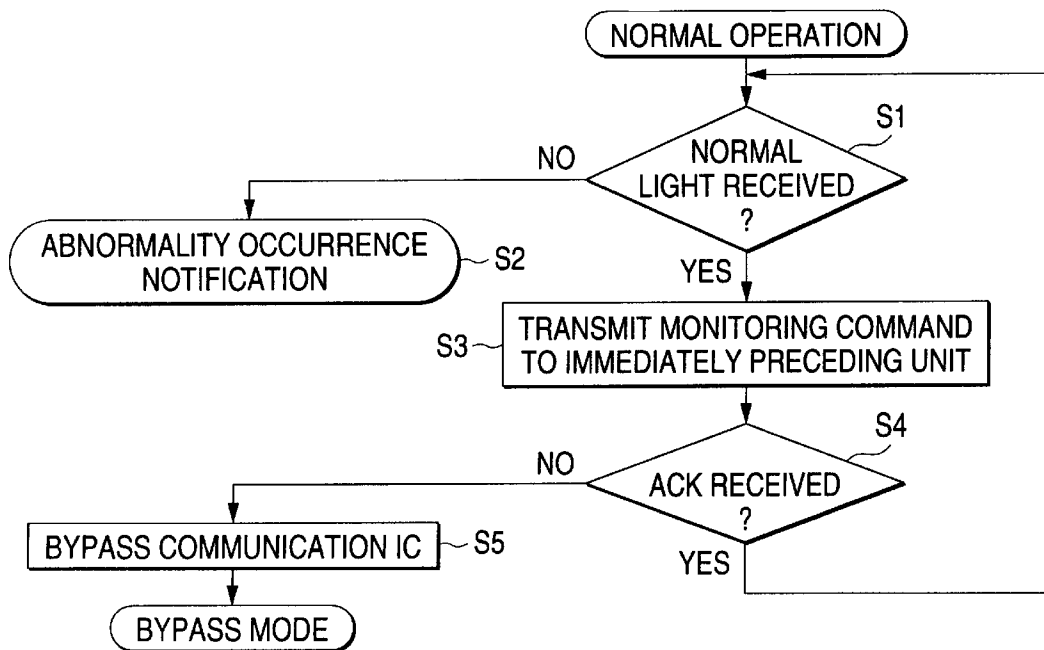 NORMAL OPERATION
S1
NORMAL
LIGHT RECEIVED
?
NO
ABNORMALITY OCCURRENCE
NOTIFICATION
S2
YES
S3
TRANSMIT MONITORING COMMAND
TO IMMEDIATELY PRECEDING UNIT
S4
ACK RECEIVED
?
NO
BYPASS COMMUNICATION IC
S5
YES
BYPASS MODE